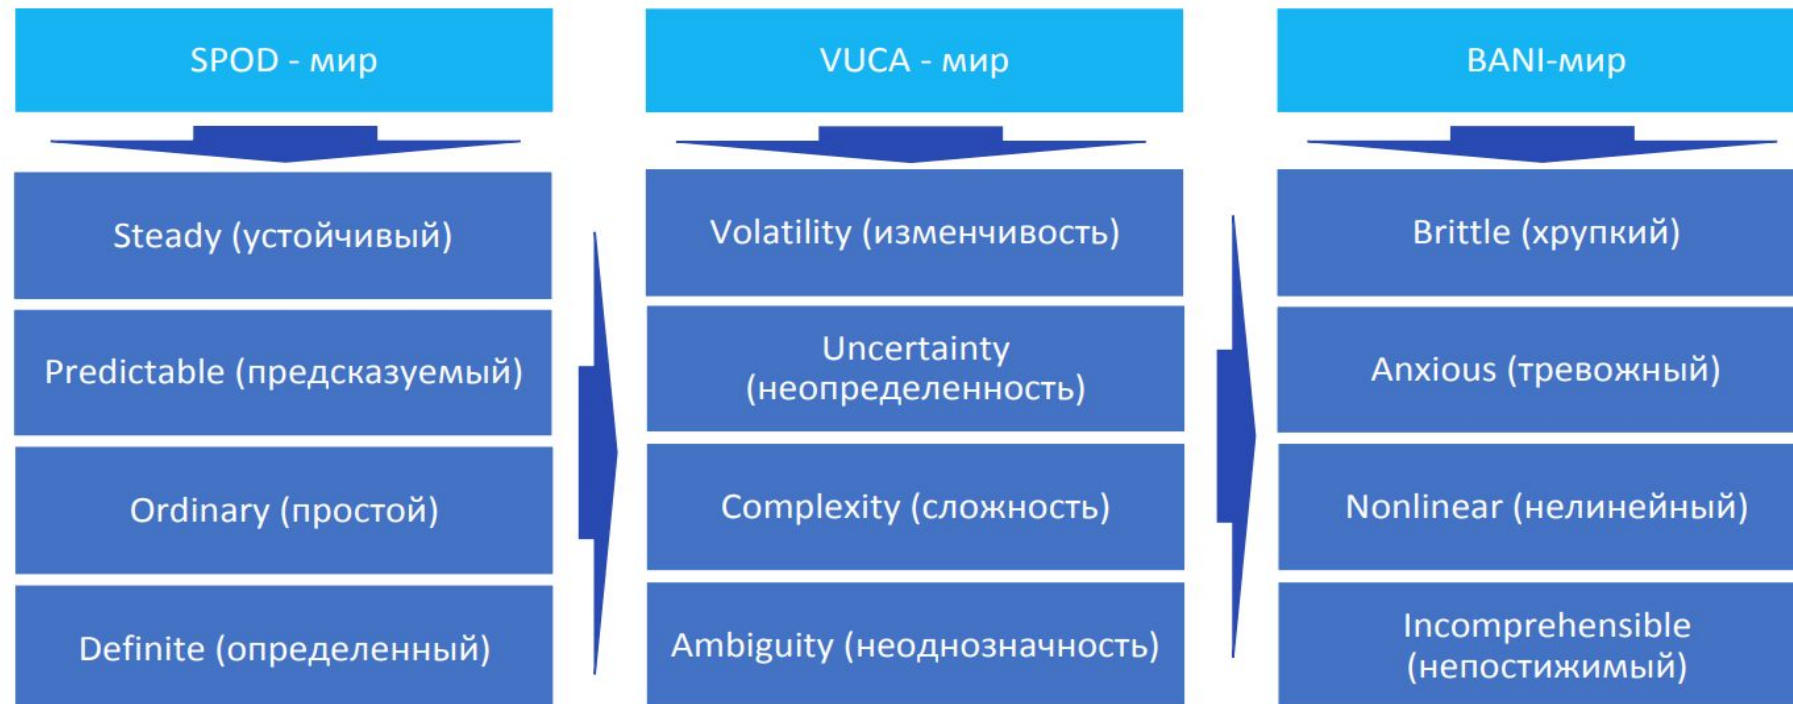 SPOD - мир
Steady (устойчивый)
Predictable (предсказуемый)
Ordinary (простой)
Definite (определенный)
VUCA - мир
Volatility (изменчивость)
Uncertainty
(неопределенность)
Complexity (сложность)
Ambiguity (неоднозначность)
BANI-мир
Brittle (хрупкий)
Anxious (тревожный)
Nonlinear (нелинейный)
Incomprehensible
(непостижимый)